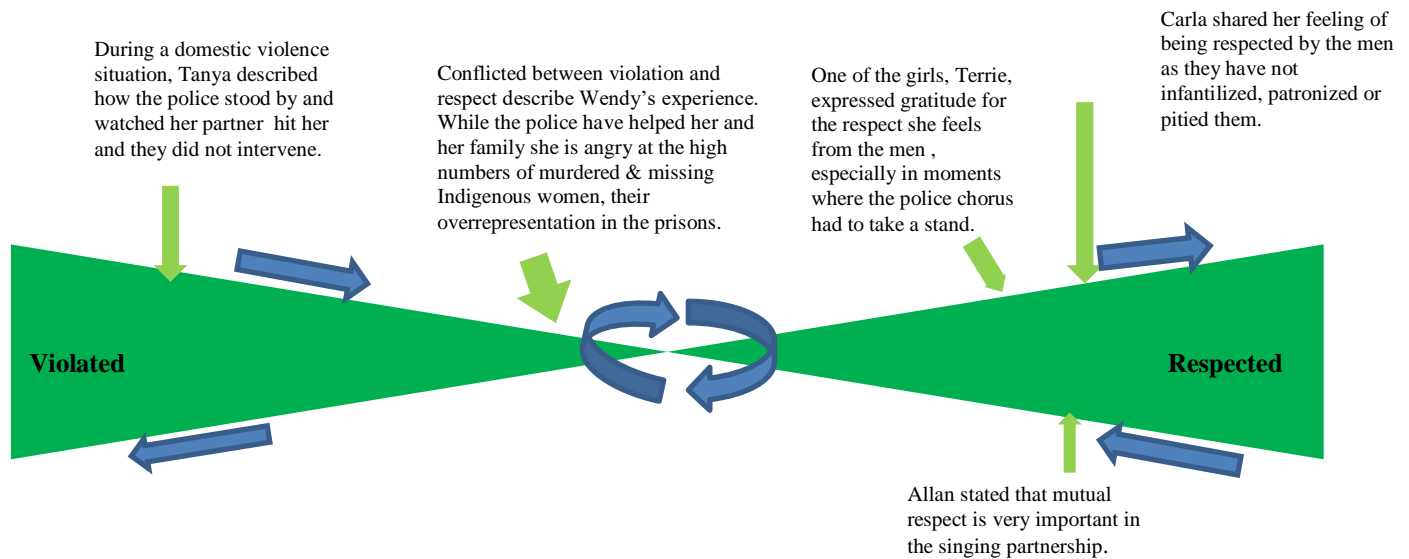 During a domestic violence
situation, Tanya described
how the police stood by and
watched her partner  hit her
and they did not intervene.
Conflicted between violation and
respect describe Wendy’s experience.
While the police have helped her and
her family she is angry at the high
numbers of murdered & missing
Indigenous women, their
overrepresentation in the prisons.
One of the girls, Terrie,
expressed gratitude for
the respect she feels
from the men ,
especially in moments
where the police chorus
had to take a stand.
Carla shared her feeling of
being respected by the men
as they have not
infantilized, patronized or
pitied them.
Violated
Respected
Allan stated that mutual
respect is very important in
the singing partnership.